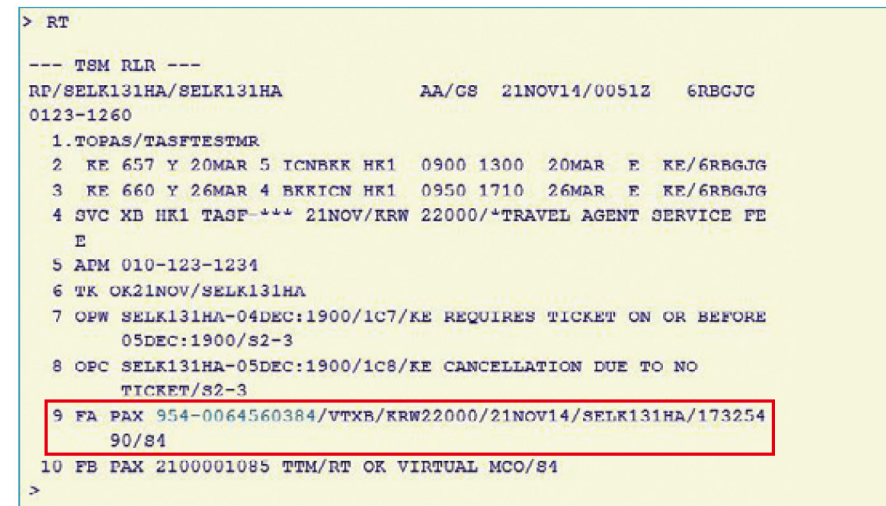 > RT
--- TSM RLR ---
RP/SELK131HA/SELK131HA AA/GS 21NOV14/0051Z 6RBGJG
0123-1260
1.TOPAS/TASFTESTMR
2 KE 657 Y 20MAR 5 ICNBKK HK1 0900 1300 20MAR E KE/6RBGJG
3 KE 660 Y 26MAR 4 BKKICN HK1 0950 1710 26MAR E KE/6RBGJG
4 SVC XB HK1 TASF-*** 21NOV/KRW 22000/*TRAVEL AGENT SERVICE FE
E
5 APM 010-123-1234
6 TK OK21NOV/SELK131HA
7 OPW SELK131HA-04DEC:1900/1C7/KE REQUIRES TICKET ON OR BEFORE
05DEC:1900/S2-3
8 OPC SELK131HA-05DEC:1900/1C8/KE CANCELLATION DUE TO NO
TICKET/S2-3
9 FA PAX 954-0064560384/VTXB/KRW22000/21NOV14/SELK131HA/173254
90/S4
10 FB PAX 2100001085 TTM/RT OK VIRTUAL MCO/S4
>